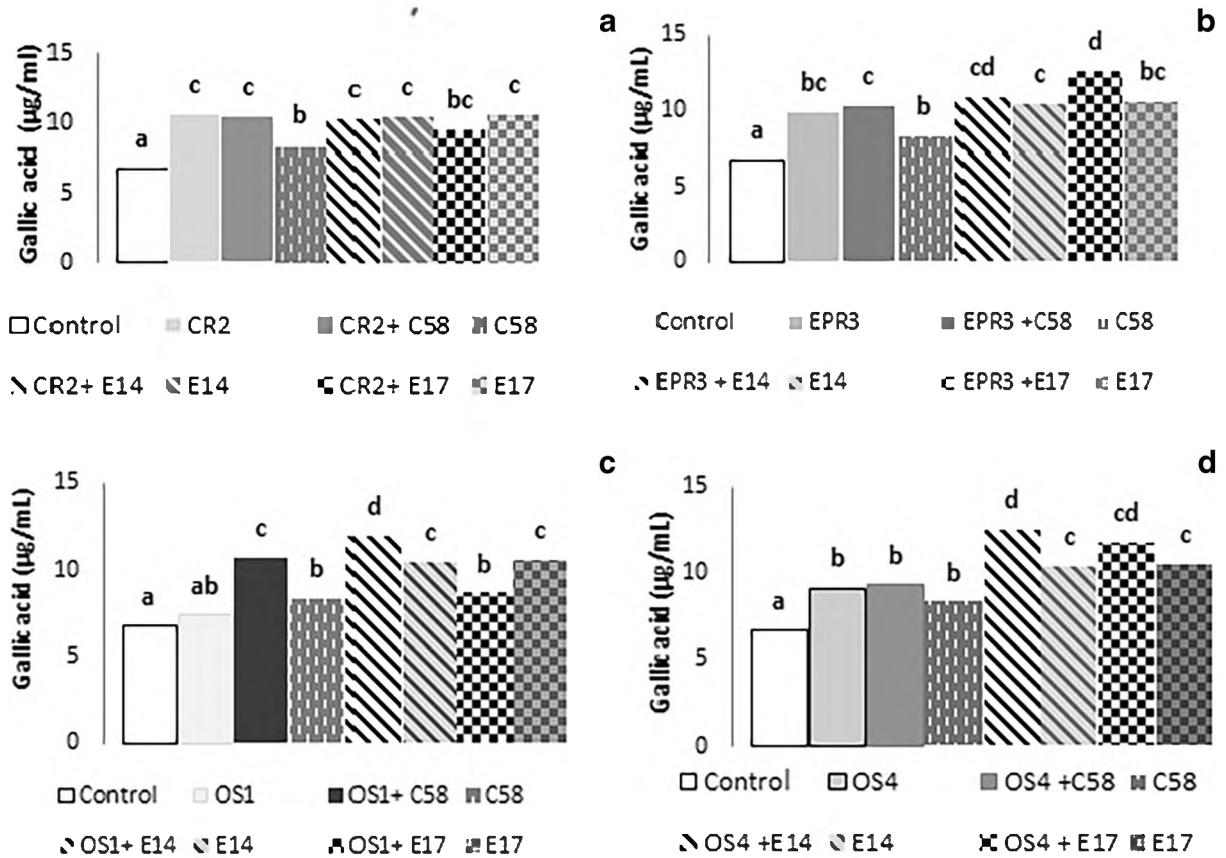 a
15
10
5
0
Gallic acid (µg/ml)
a c c b c c bc c
Control CR2 CR2+ C58 C58
CR2+ E14 E14 CR2+ E17 E17
b
15
10
5
0
Gallic acid (µg/mL)
a bc c b cd c d bc
Control EPR3 EPR3 +C58 C58
EPR3 + E14 E14 EPR3 +E17 E17
c
15
10
5
0
Gallic acid (µg/mL)
a ab c b d c b c
Control OS1 OS1+ C58 C58
OS1+ E14 E14 OS1+ E17 E17
d
15
10
5
0
Gallic acid (µg/mL)
a b b b d c cd c
Control OS4 OS4 +C58 C58
OS4 +E14 E14 OS4 + E17 E17